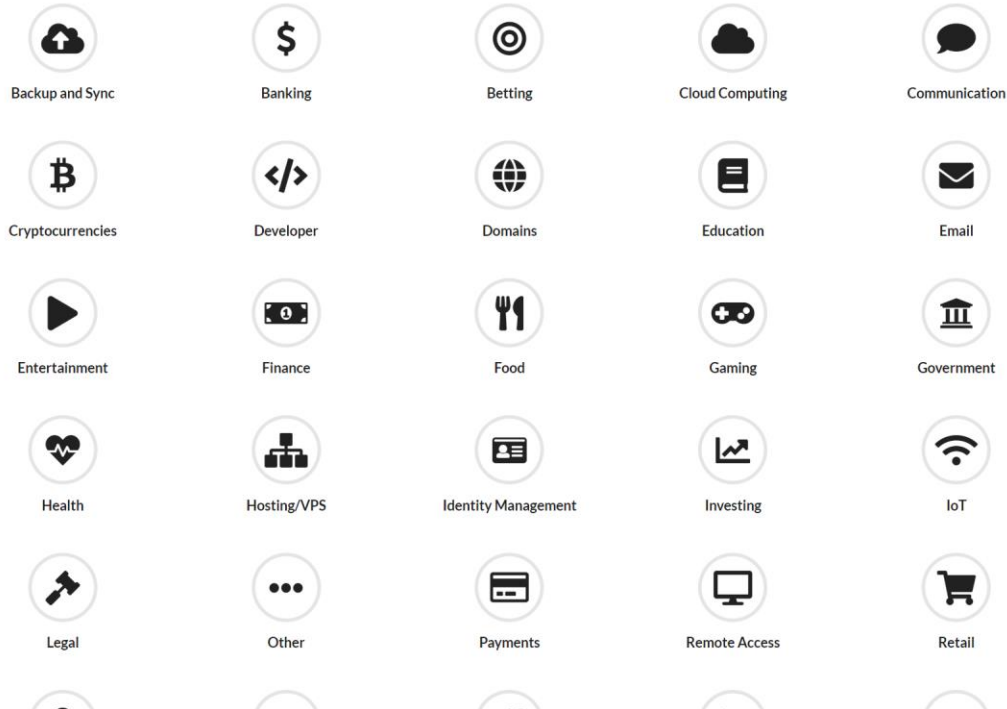 Backup and Sync
Banking
Betting
Cloud Computing
Communication
Cryptocurrencies
Developer
Domains
Education
Email
Entertainment
Finance
Food
Gaming
Government
Health
Hosting/VPS
Identity Management
Investing
IoT
Legal
Other
Payments
Remote Access
Retail